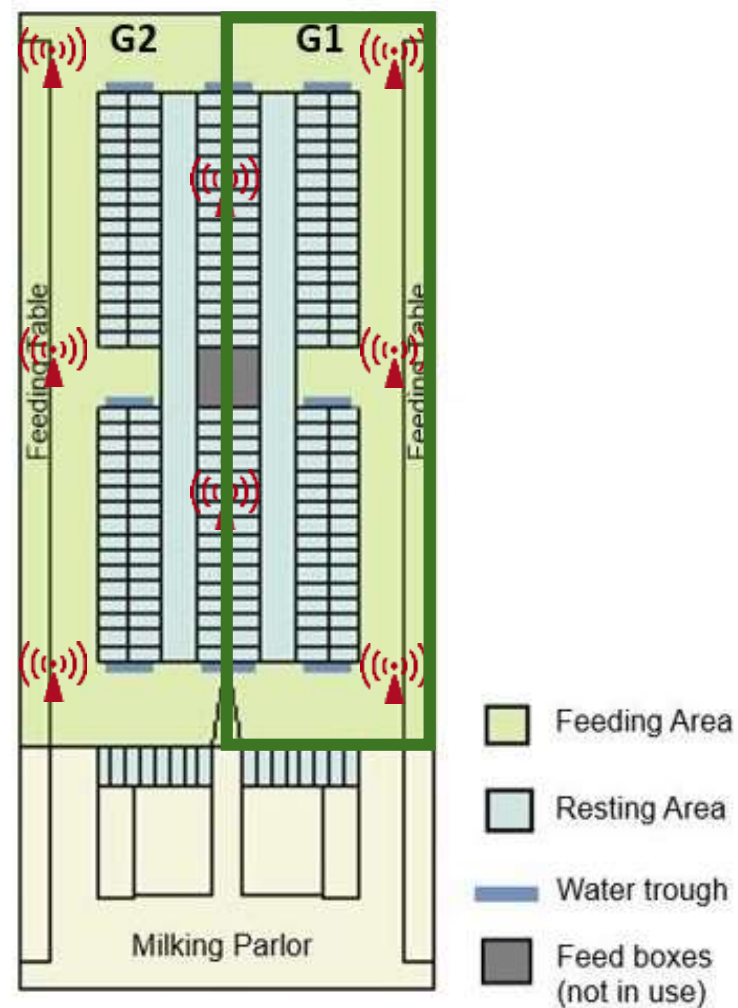 G2
G1
Feeding Table
Feeding Table
Feeding Area
Resting Area
Water trough
Milking Parlor
Feed boxes
(not in use)